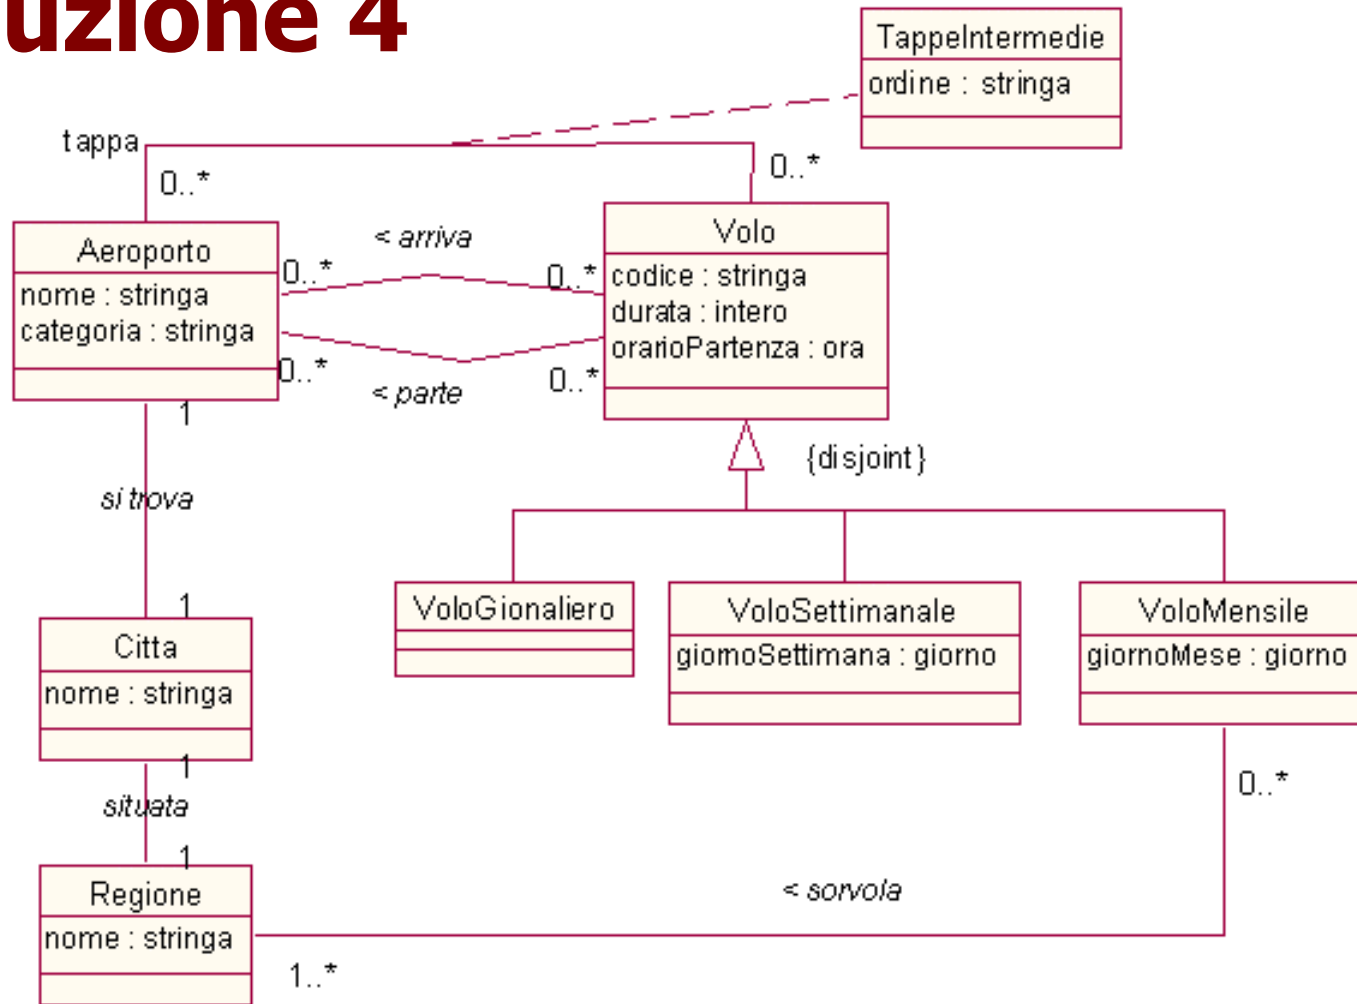 uzione 4
TappeIntermedie
ordine : stringa
tappa
0..*
0..*
Aeroporto
nome : stringa
categoria : stringa
< arriva
0..*
0..*
Volo
codice : stringa
durata : intero
orarioPartenza : ora
0..*
0..*
< parte
1
{disjoint}
si trova
1
VoloGionaliero
VoloSettimanale
giornoSettimana : giorno
VoloMensile
giornoMese : giorno
Citta
nome : stringa
1
situata
1
0..*
Regione
nome : stringa
< sorvola
1..*